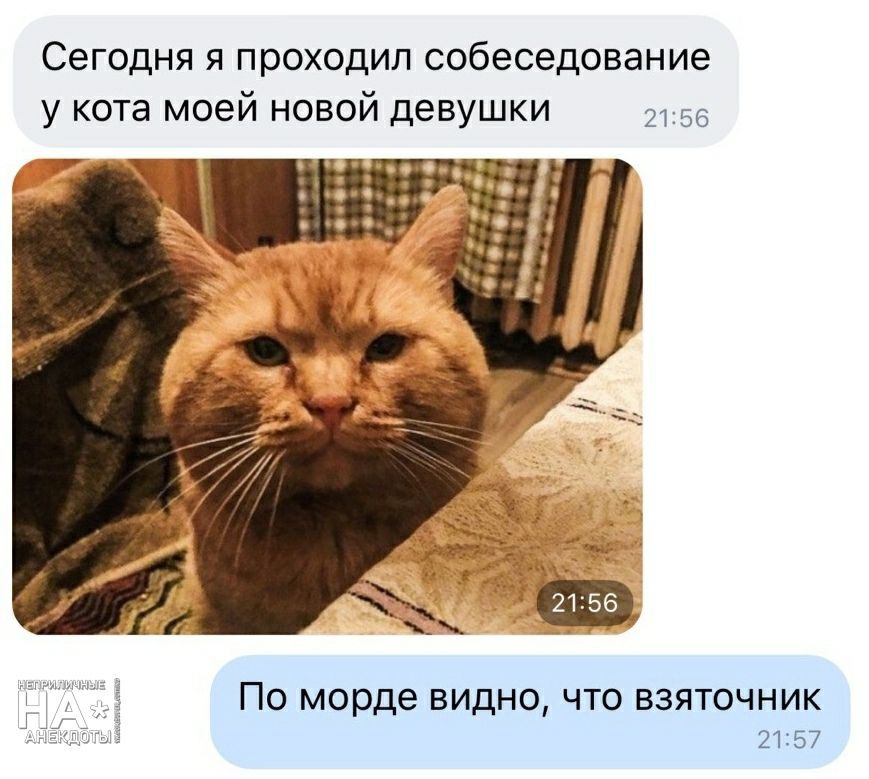 Сегодня я проходил собеседование
у кота моей новой девушки
21:56
21:56
По морде видно, что взяточник
21:57
НЕПРИЛИЧНЫЕ
НА*
АНЕКДОТЫ